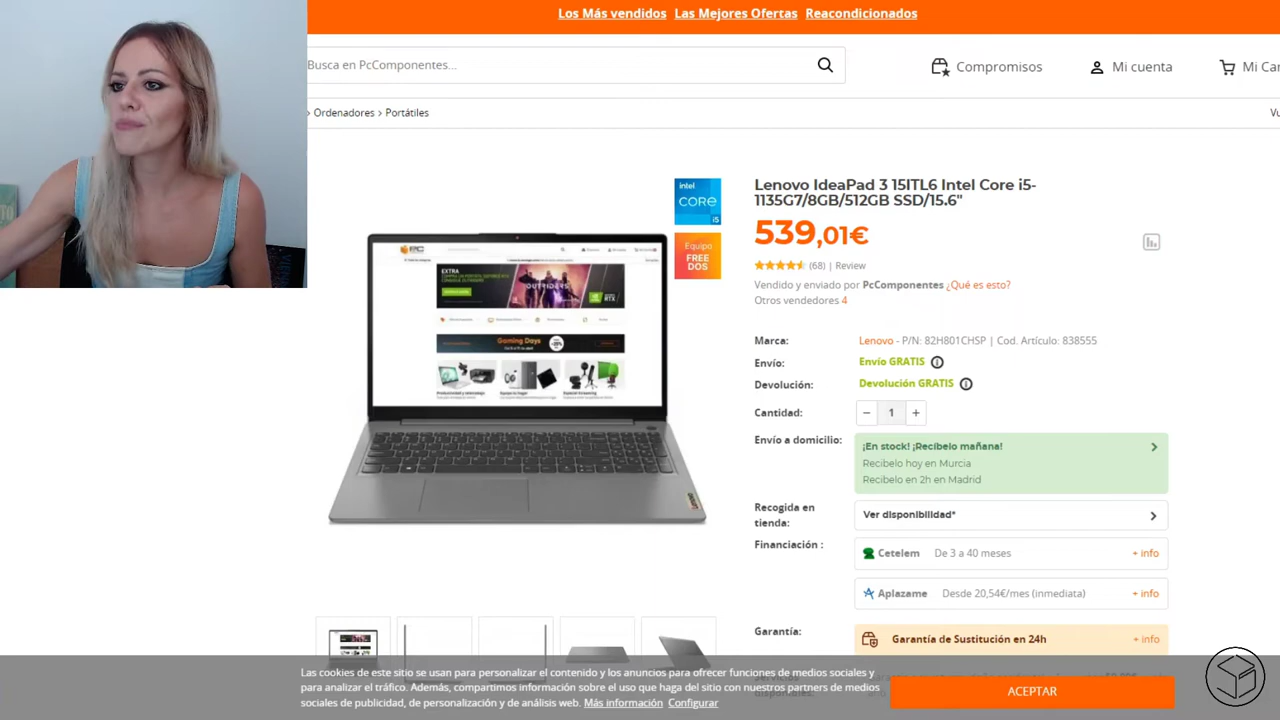 Los Más vendidos Las Mejores Ofertas Reacondicionados
Busca en PcComponentes...
Compromisos
Mi cuenta
Mi Car
> Ordenadores > Portátiles
Vu
intel
CORE
i5
Equipo
FREE
DOS
Lenovo IdeaPad 3 15ITL6 Intel Core i5-
1135G7/8GB/512GB SSD/15.6"
539,01€
(68) | Review
Vendido y enviado por PcComponentes ¿Qué es esto?
Otros vendedores 4
Marca: Lenovo - P/N: 82H801CHSP | Cod. Artículo: 838555
Envío: Envío GRATIS
Devolución: Devolución GRATIS
Cantidad: − 1 +
Envío a domicilio: ¡En stock! ¡Recíbelo mañana!
Recibelo hoy en Murcia
Recibelo en 2h en Madrid
Recogida en
tienda:
Ver disponibilidad*
Financiación : Cetelem De 3 a 40 meses + info
Aplazame Desde 20,54€/mes (inmediata) + info
Garantía: Garantía de Sustitución en 24h + info
EXTRA
OUTRIDERS
Gaming Days
Lenovo
Las cookies de este sitio se usan para personalizar el contenido y los anuncios para ofrecer funciones de medios sociales y
para analizar el tráfico. Además, compartimos información sobre el uso que haga del sitio con nuestros partners de medios
sociales de publicidad, de personalización y de análisis web. Más información Configurar
ACEPTAR